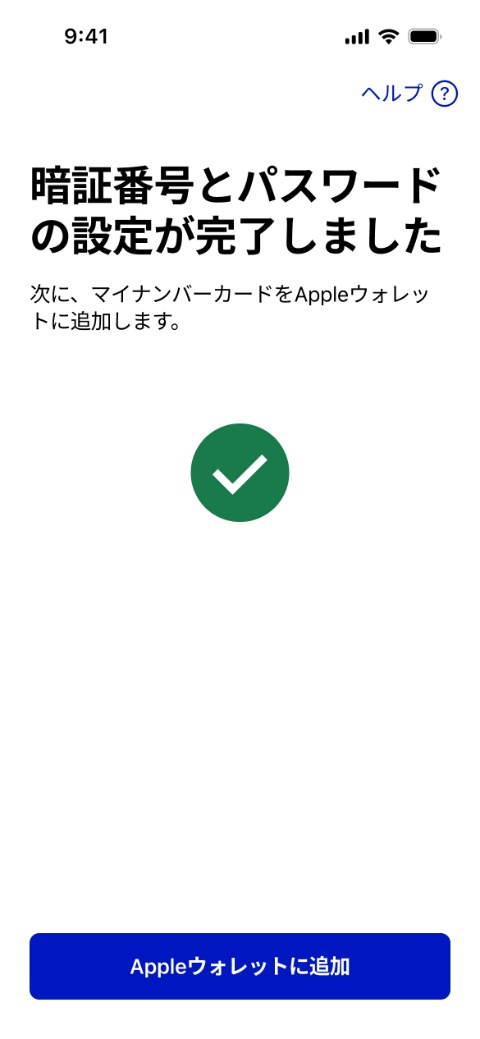 9:41
ヘルプ ?
暗証番号とパスワード
の設定が完了しました
次に、マイナンバーカードをAppleウォレッ
トに追加します。
Appleウォレットに追加